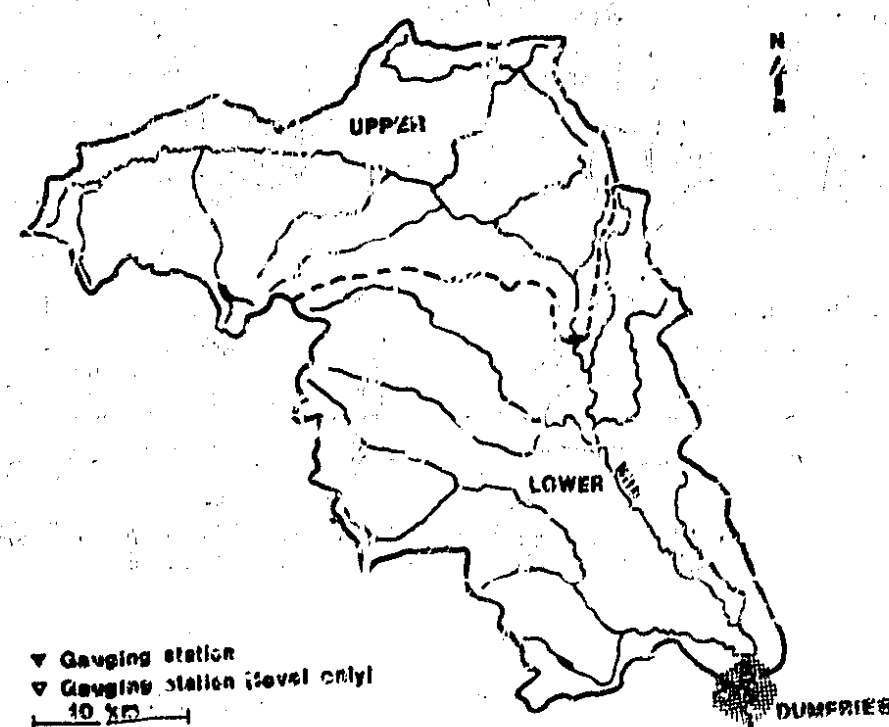 N
UPPER
LOWER
Nith
▼ Gauging station
▽ Gauging station (level only)
10 km
DUMFRIES